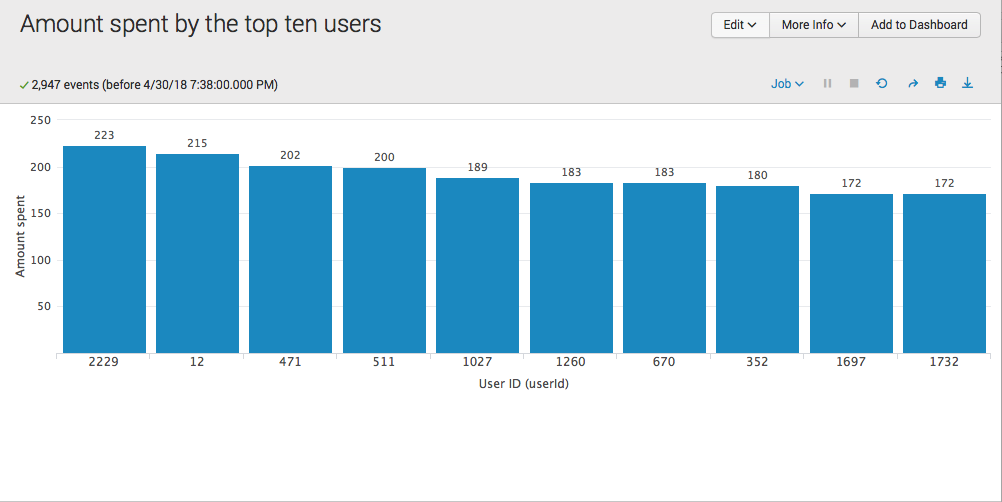 Amount spent by the top ten users
Edit More Info Add to Dashboard
2,947 events (before 4/30/18 7:38:00.000 PM)
Job
250
200
150
100
50
Amount spent
223 215 202 200 189 183 183 180 172 172
2229 12 471 511 1027 1260 670 352 1697 1732
User ID (userId)